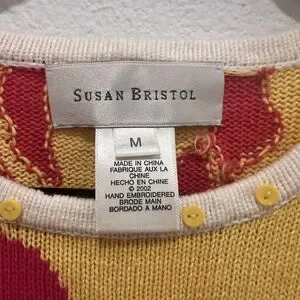 SUSAN BRISTOL
M
MADE IN CHINA
FABRIQUE AUX LA
CHINE
HECHO EN CHINE
© 2002
HAND EMBROIDERED
BRODE MAIN
BORDADO A MANO